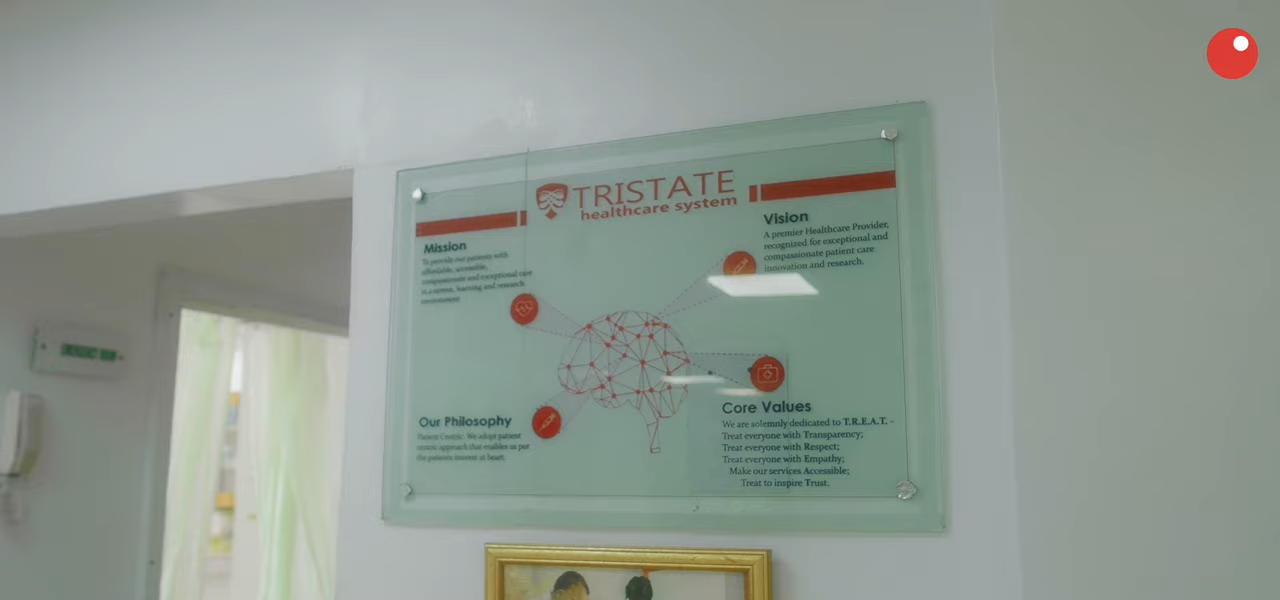 TRISTATE
healthcare system
Mission
To provide our patients with
affordable, accessible,
compassionate and exceptional care
in a caring, learning and research
environment
Vision
A premier Healthcare Provider,
recognized for exceptional and
compassionate patient care
innovation and research.
Our Philosophy
Patient Centric. We adopt patient
centric approach that enables us put
the patients interest at heart.
Core Values
We are solemnly dedicated to T.R.E.A.T. -
Treat everyone with Transparency;
Treat everyone with Respect;
Treat everyone with Empathy;
Make our services Accessible;
Treat to inspire Trust.